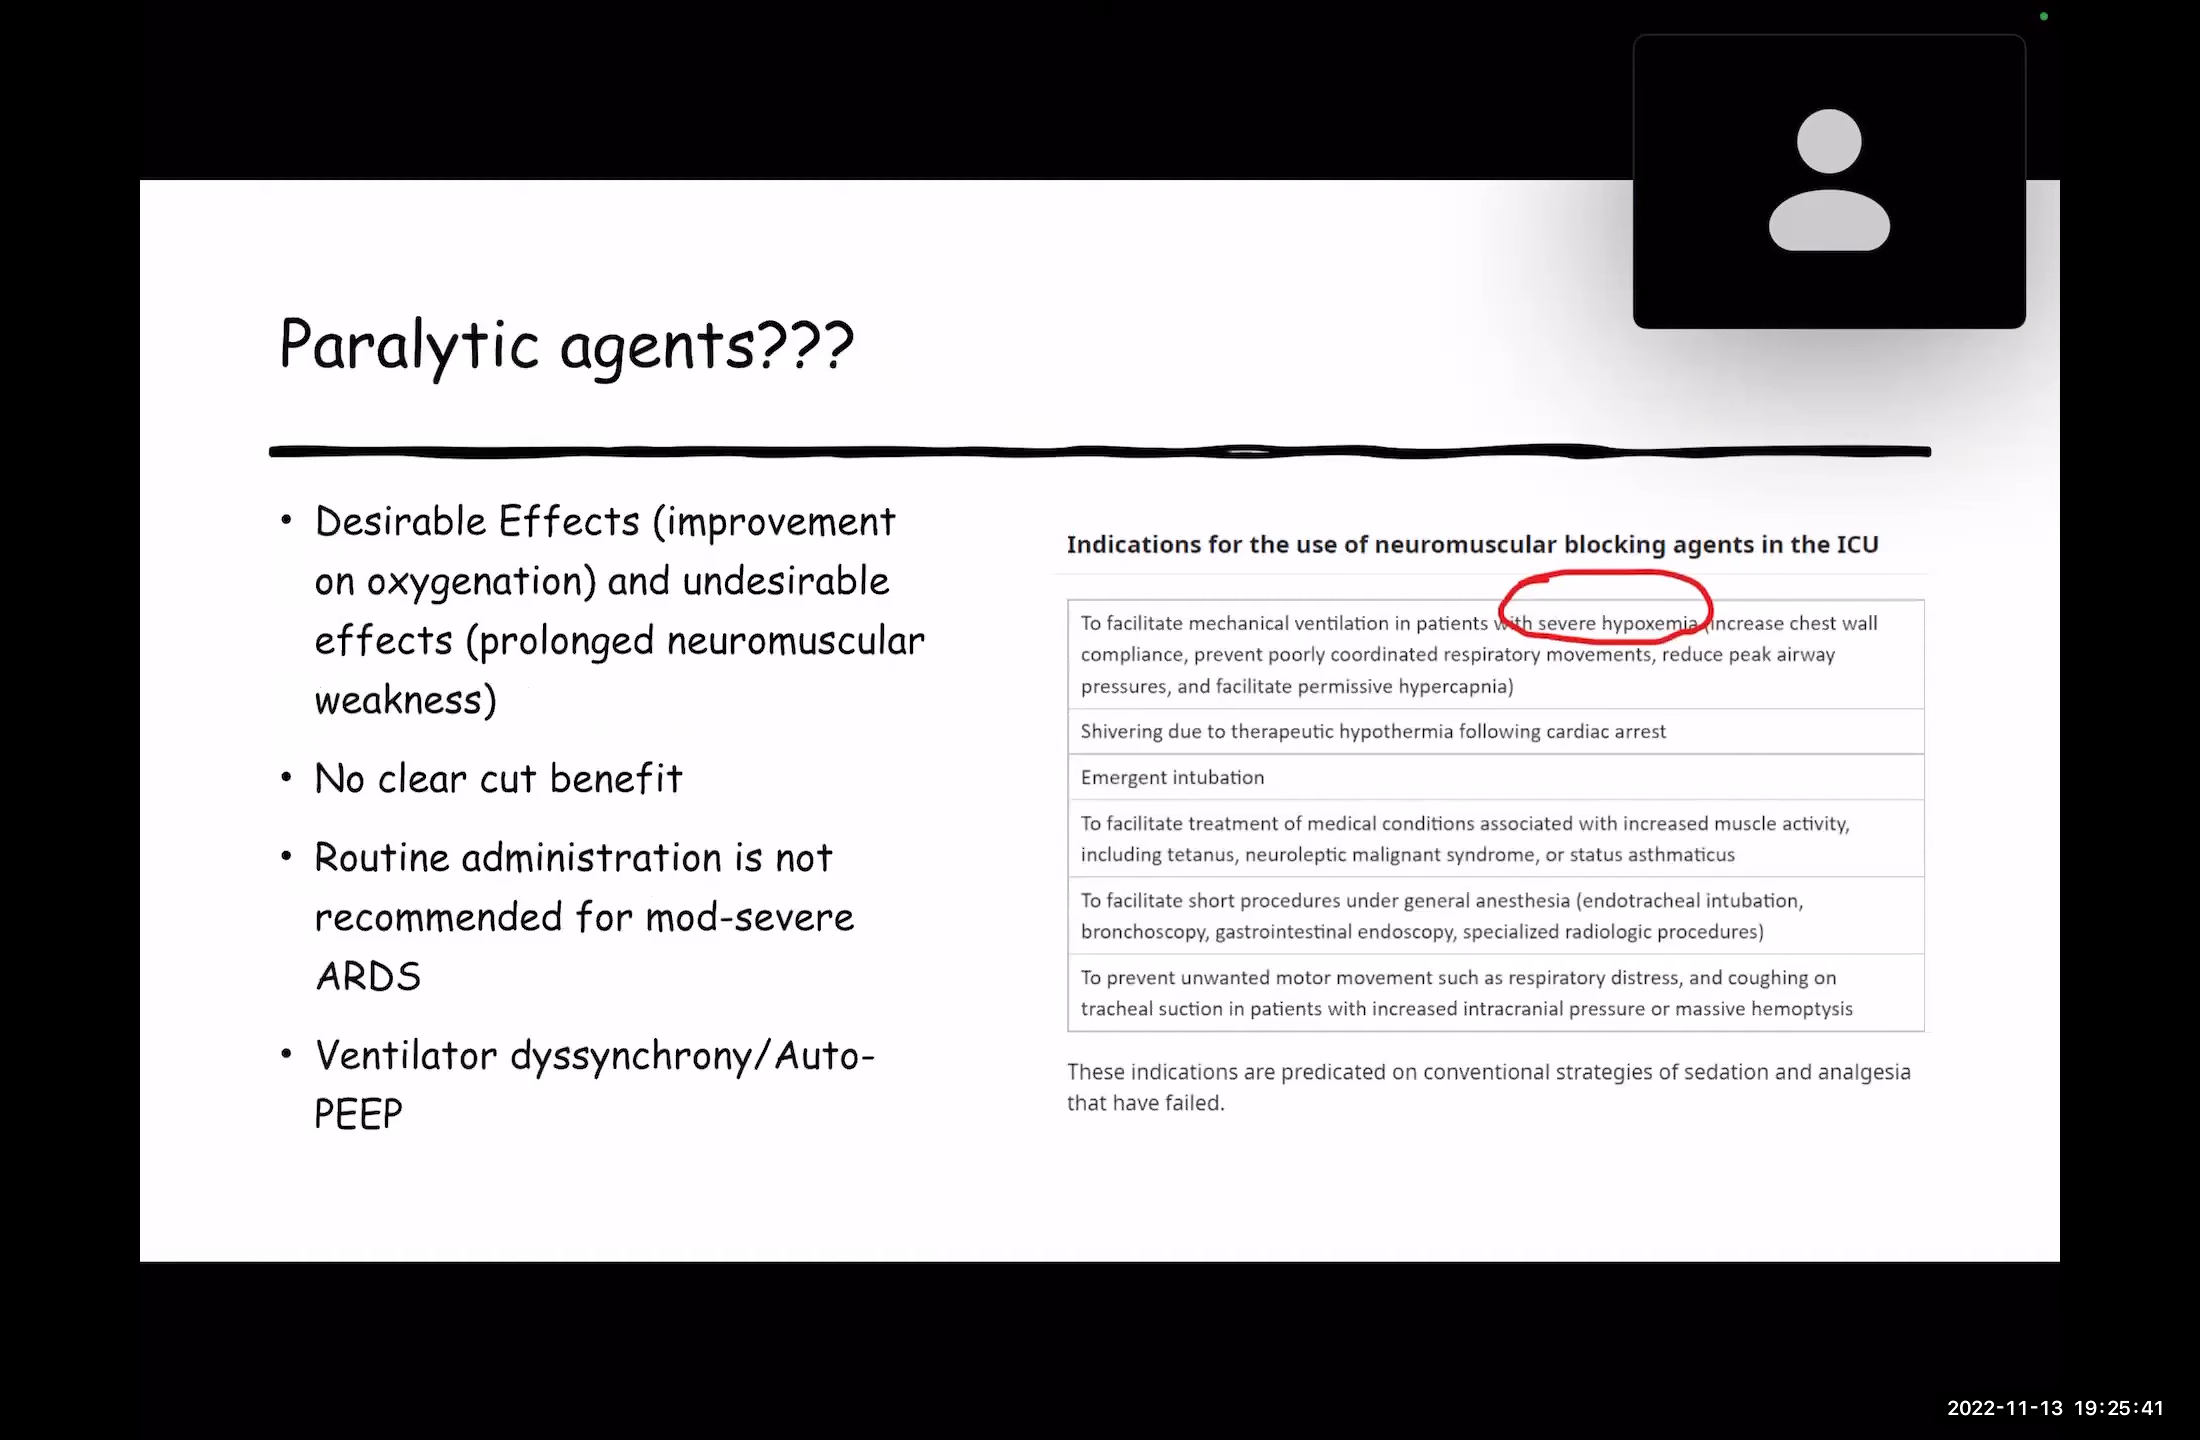 Paralytic agents???
• Desirable Effects (improvement
on oxygenation) and undesirable
effects (prolonged neuromuscular
weakness)
• No clear cut benefit
• Routine administration is not
recommended for mod-severe
ARDS
• Ventilator dyssynchrony/Auto-
PEEP
Indications for the use of neuromuscular blocking agents in the ICU
To facilitate mechanical ventilation in patients with severe hypoxemia (increase chest wall
compliance, prevent poorly coordinated respiratory movements, reduce peak airway
pressures, and facilitate permissive hypercapnia)
Shivering due to therapeutic hypothermia following cardiac arrest
Emergent intubation
To facilitate treatment of medical conditions associated with increased muscle activity,
including tetanus, neuroleptic malignant syndrome, or status asthmaticus
To facilitate short procedures under general anesthesia (endotracheal intubation,
bronchoscopy, gastrointestinal endoscopy, specialized radiologic procedures)
To prevent unwanted motor movement such as respiratory distress, and coughing on
tracheal suction in patients with increased intracranial pressure or massive hemoptysis
These indications are predicated on conventional strategies of sedation and analgesia
that have failed.
2022-11-13 19:25:41